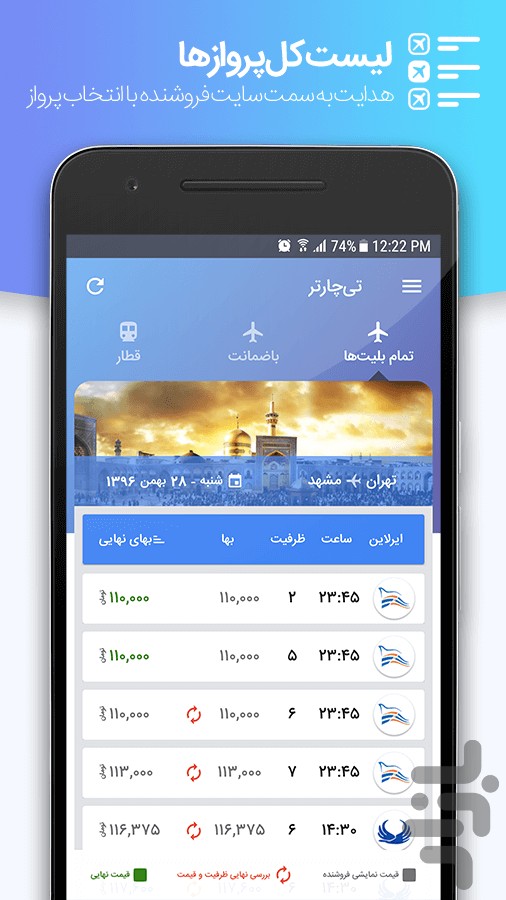 لیست کل پروازها
هدایت به سمت سایت فروشنده با انتخاب پرواز
74% 12:22 PM
تی‌چارتر
تمام بلیت‌ها باضمانت قطار
تهران مشهد شنبه - ۲۸ بهمن ۱۳۹۶
ایرلاین ساعت ظرفیت بها بهای نهایی
۲۳:۴۵ ۲ ۱۱۰,۰۰۰ ۱۱۰,۰۰۰ تومان
۲۳:۴۵ ۵ ۱۱۰,۰۰۰ ۱۱۰,۰۰۰ تومان
۲۳:۴۵ ۶ ۱۱۰,۰۰۰ ۱۱۰,۰۰۰ تومان
۲۳:۴۵ ۷ ۱۱۳,۰۰۰ ۱۱۳,۰۰۰ تومان
۱۴:۳۰ ۶ ۱۱۶,۳۷۵ ۱۱۶,۳۷۵ تومان
قیمت نمایشی فروشنده بررسی نهایی ظرفیت و قیمت قیمت نهایی
بازار